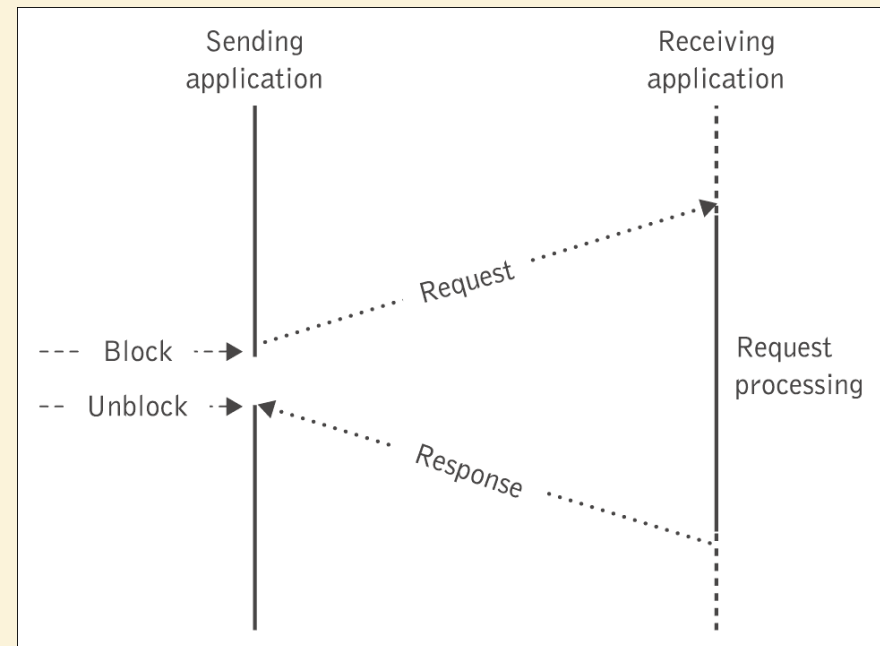 Sending
application
Receiving
application
Request
Block
Request
processing
Unblock
Response